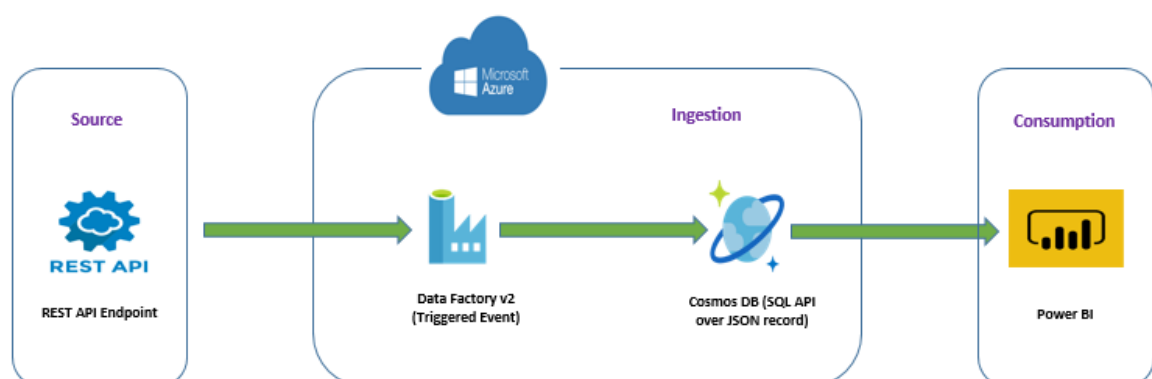 Microsoft
Azure
Source
Ingestion
Consumption
REST API
REST API Endpoint
Data Factory v2
(Triggered Event)
Cosmos DB (SQL API
over JSON record)
Power BI